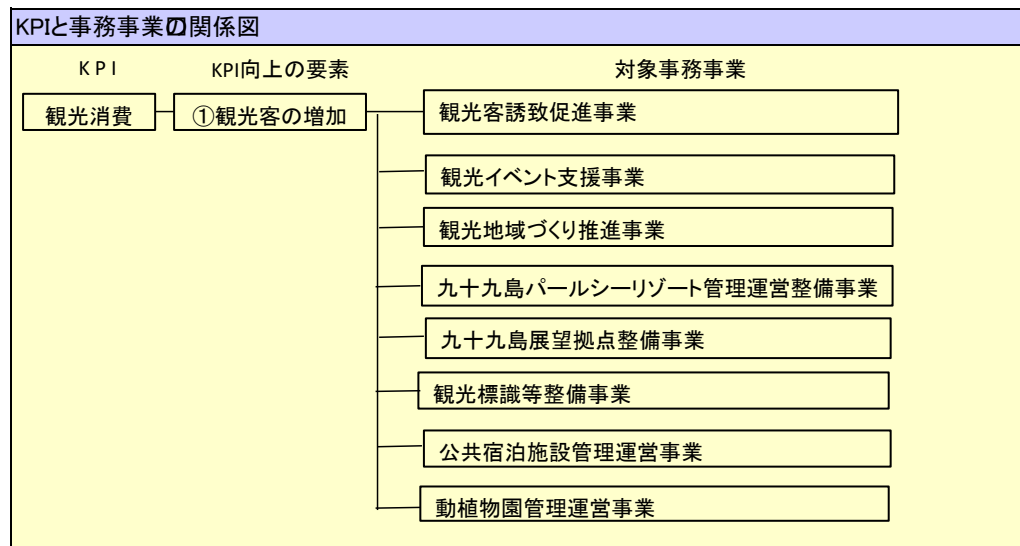 KPIと事務事業の関係図
KPI KPI向上の要素 対象事務事業
観光消費 ①観光客の増加 観光客誘致促進事業
観光イベント支援事業
観光地域づくり推進事業
九十九島パールシーリゾート管理運営整備事業
九十九島展望拠点整備事業
観光標識等整備事業
公共宿泊施設管理運営事業
動植物園管理運営事業